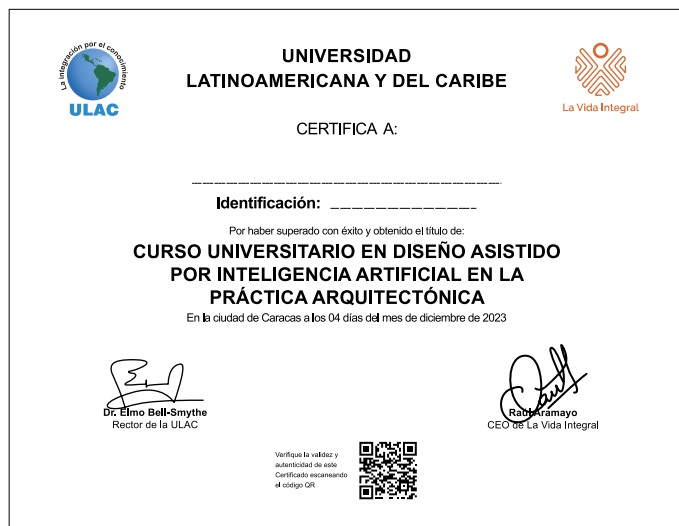 La integración por el conocimiento
ULAC
UNIVERSIDAD
LATINOAMERICANA Y DEL CARIBE
La Vida Integral
CERTIFICA A:
Identificación:
Por haber superado con éxito y obtenido el título de:
CURSO UNIVERSITARIO EN DISEÑO ASISTIDO
POR INTELIGENCIA ARTIFICIAL EN LA
PRÁCTICA ARQUITECTÓNICA
En la ciudad de Caracas a los 04 días del mes de diciembre de 2023
Dr. Elmo Bell-Smythe
Rector de la ULAC
Raúl Aramayo
CEO de La Vida Integral
Verifique la validez y
autenticidad de este
Certificado escaneando
el código QR